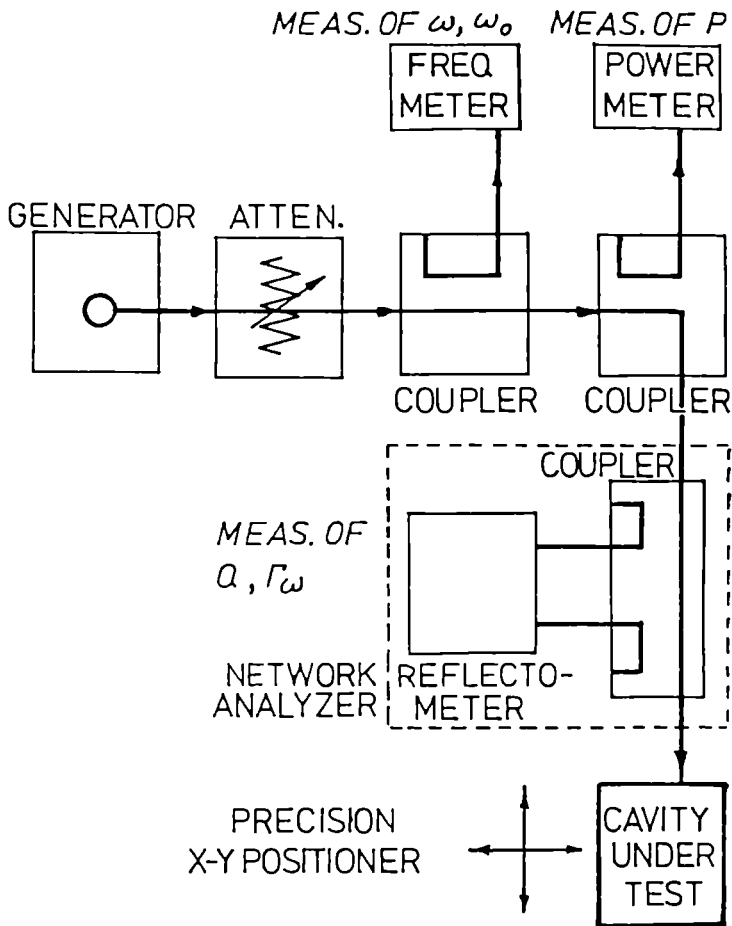 MEAS. OF ω, ω₀
MEAS. OF P
FREQ
METER
POWER
METER
GENERATOR
ATTEN.
COUPLER
COUPLER
COUPLER
MEAS. OF
Q, Γω
NETWORK
ANALYZER
REFLECTO-
METER
PRECISION
X-Y POSITIONER
CAVITY
UNDER
TEST